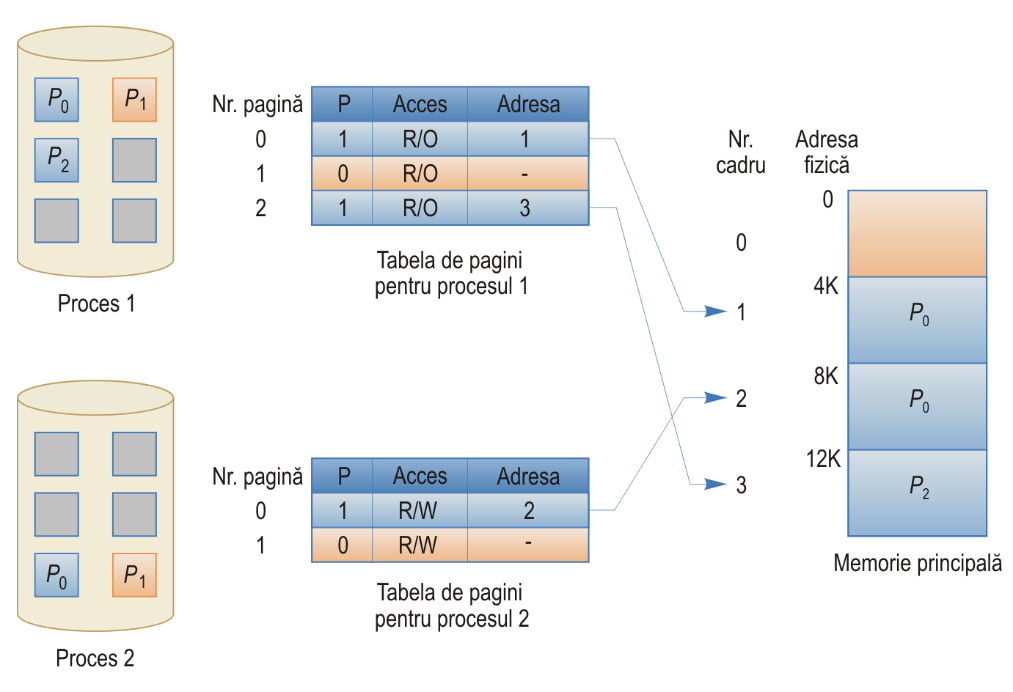 P0 P1
P2
Proces 1
Nr. pagină P Acces Adresa
0 1 R/O 1
1 0 R/O -
2 1 R/O 3
Tabela de pagini
pentru procesul 1
P0 P1
Proces 2
Nr. pagină P Acces Adresa
0 1 R/W 2
1 0 R/W -
Tabela de pagini
pentru procesul 2
Nr.
cadru
0
1
2
3
Adresa
fizică
0
4K
P0
8K
P0
12K
P2
Memorie principală